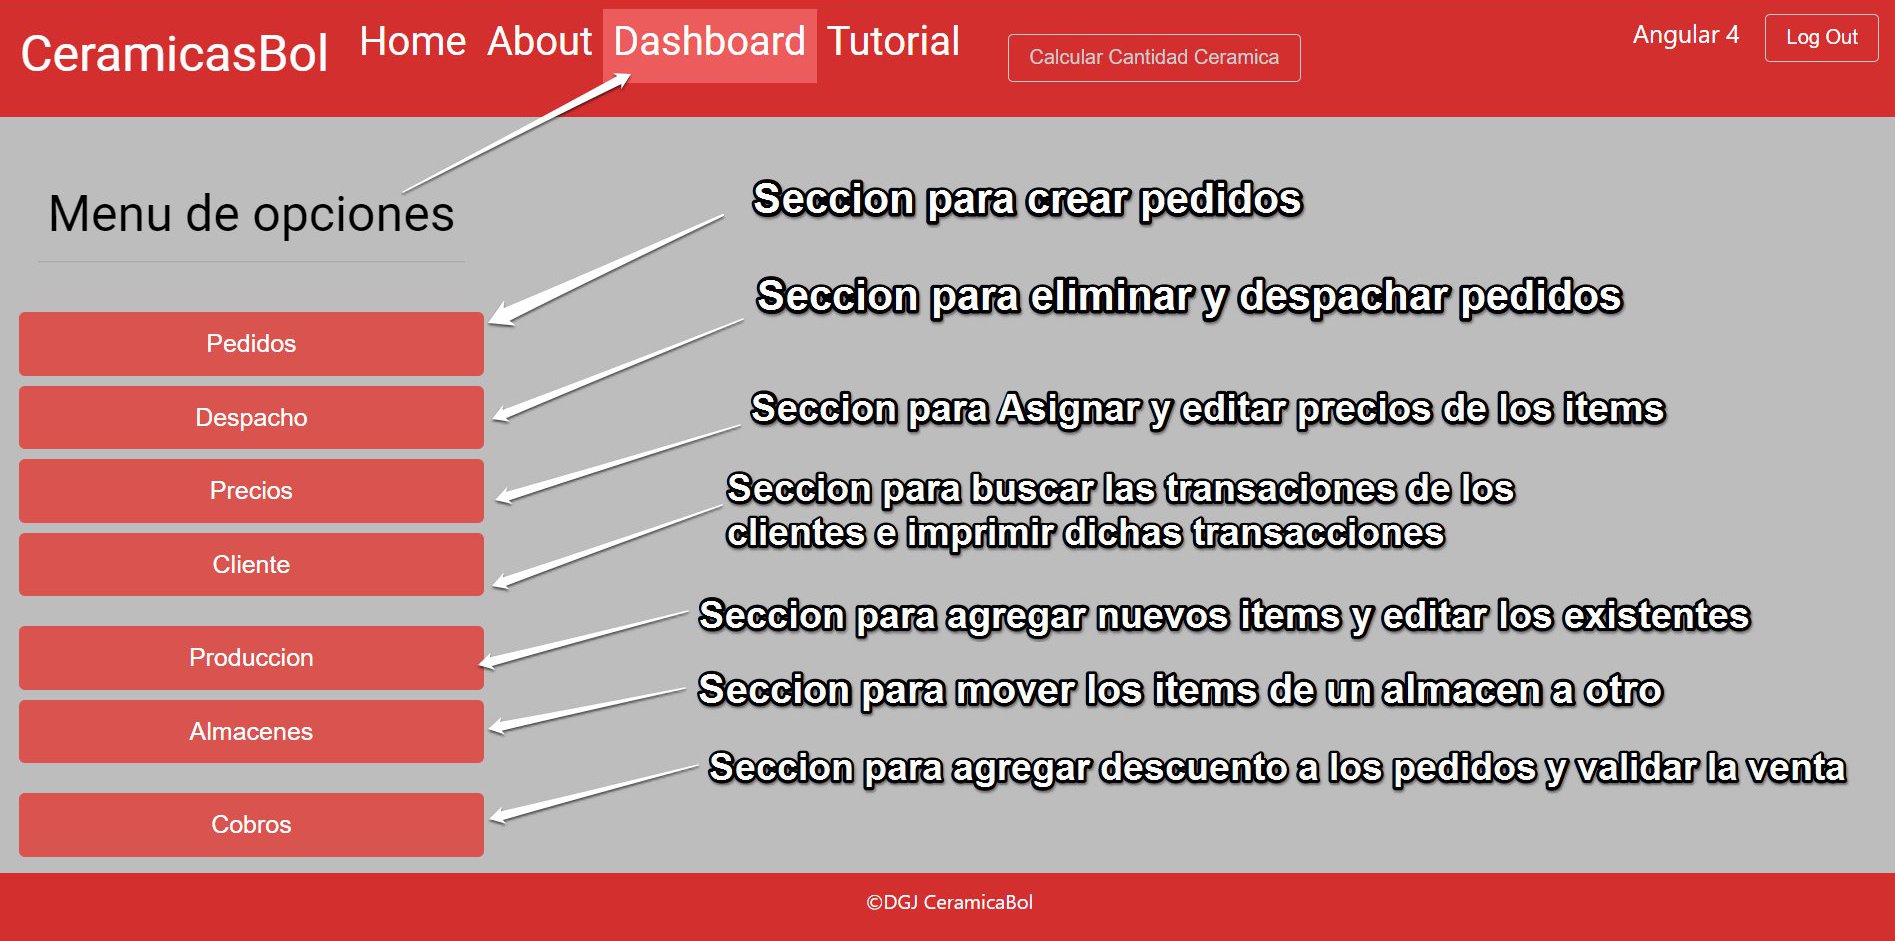 CeramicasBol Home About Dashboard Tutorial Calcular Cantidad Ceramica Angular 4 Log Out
Menu de opciones
Seccion para crear pedidos
Pedidos
Seccion para eliminar y despachar pedidos
Despacho
Seccion para Asignar y editar precios de los items
Precios
Seccion para buscar las transaciones de los
clientes e imprimir dichas transacciones
Cliente
Seccion para agregar nuevos items y editar los existentes
Produccion
Seccion para mover los items de un almacen a otro
Almacenes
Seccion para agregar descuento a los pedidos y validar la venta
Cobros
©DGJ CeramicaBol